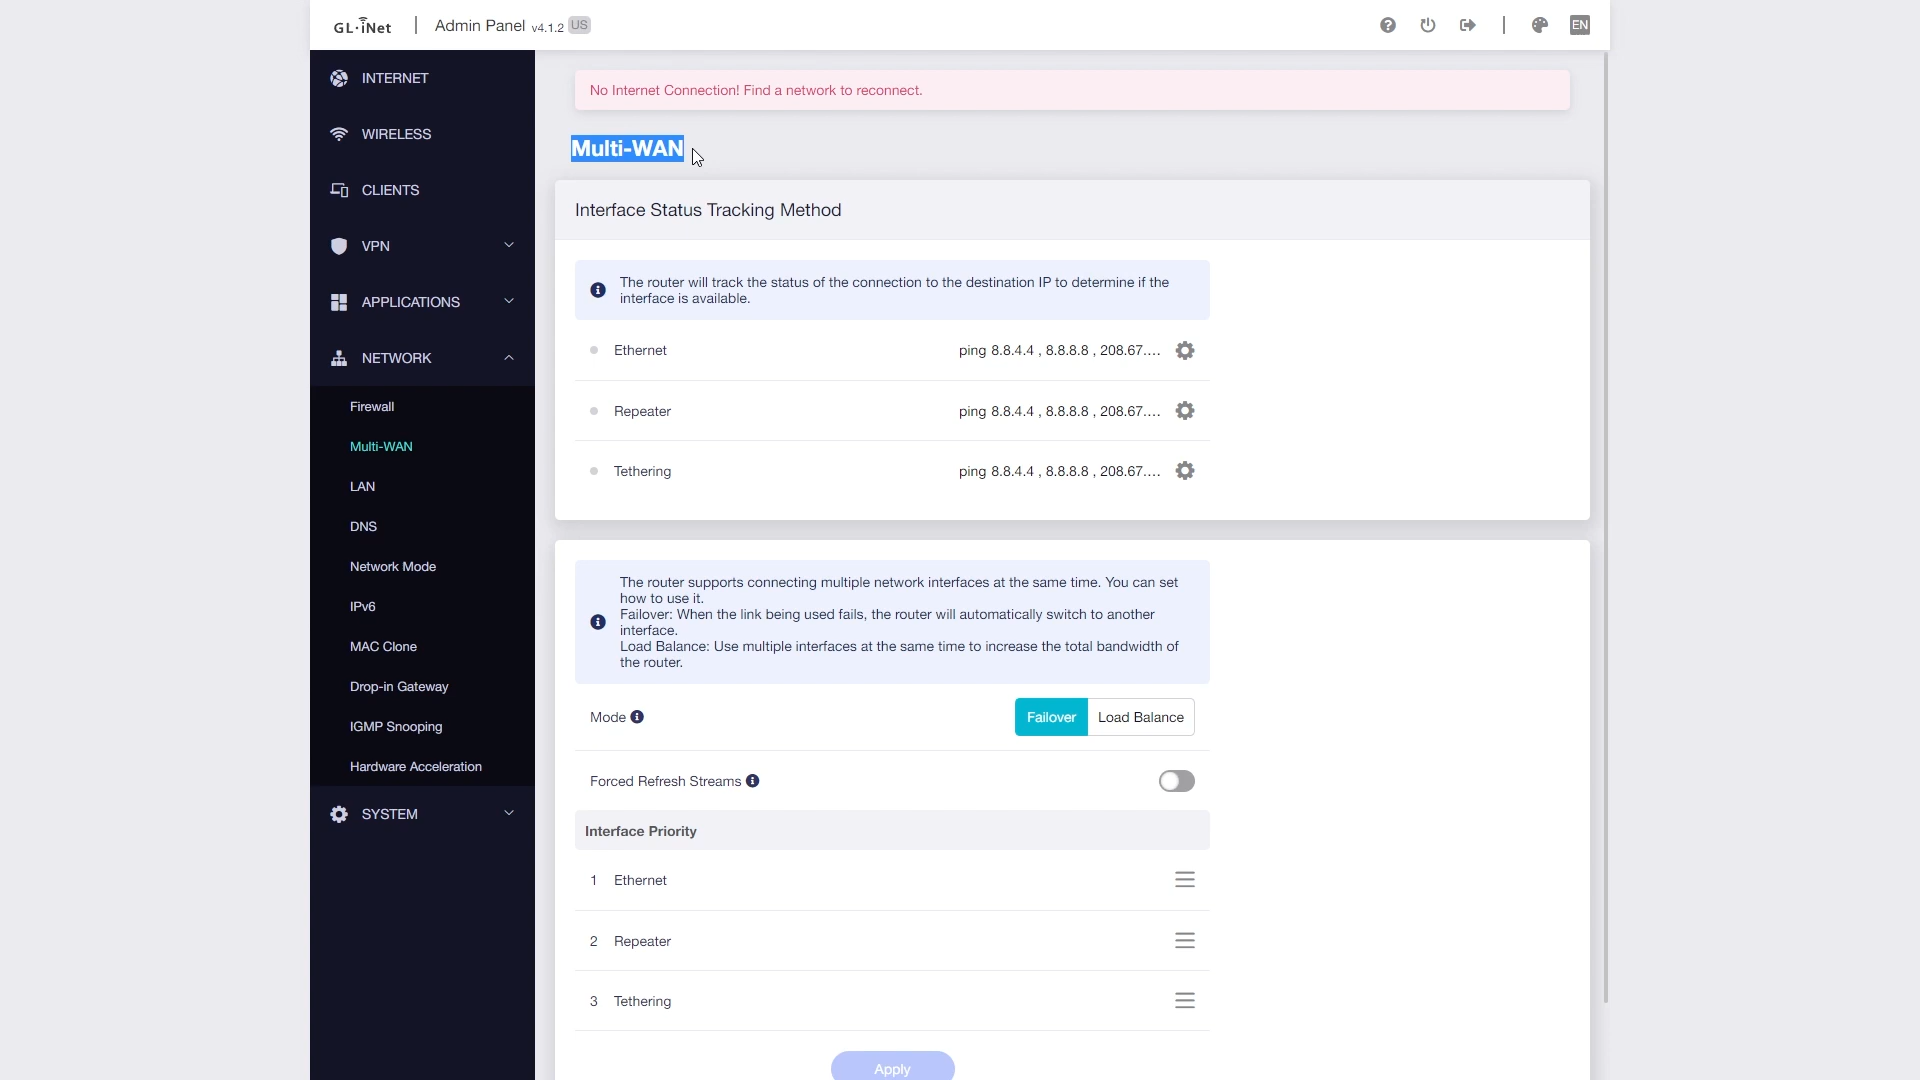 GL·iNet | Admin Panel v4.1.2 US
EN
INTERNET
WIRELESS
CLIENTS
VPN
APPLICATIONS
NETWORK
Firewall
Multi-WAN
LAN
DNS
Network Mode
IPv6
MAC Clone
Drop-in Gateway
IGMP Snooping
Hardware Acceleration
SYSTEM
No Internet Connection! Find a network to reconnect.
Multi-WAN
Interface Status Tracking Method
The router will track the status of the connection to the destination IP to determine if the
interface is available.
Ethernet ping 8.8.4.4 , 8.8.8.8 , 208.67....
Repeater ping 8.8.4.4 , 8.8.8.8 , 208.67....
Tethering ping 8.8.4.4 , 8.8.8.8 , 208.67....
The router supports connecting multiple network interfaces at the same time. You can set
how to use it.
Failover: When the link being used fails, the router will automatically switch to another
interface.
Load Balance: Use multiple interfaces at the same time to increase the total bandwidth of
the router.
Mode Failover Load Balance
Forced Refresh Streams
Interface Priority
1 Ethernet
2 Repeater
3 Tethering
Apply